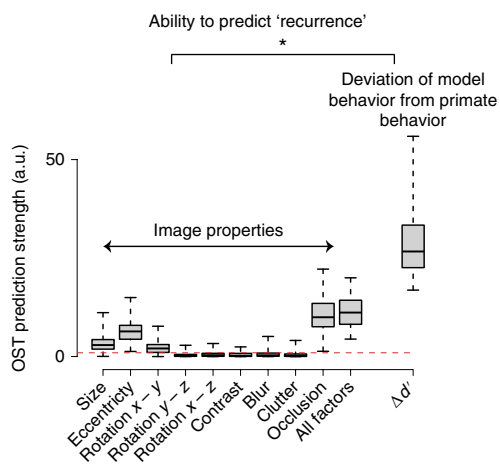 Ability to predict ‘recurrence’
*
Deviation of model
behavior from primate
behavior
OST prediction strength (a.u.)
50
0
Image properties
Size
Eccentricty
Rotation x – y
Rotation y – z
Rotation x – z
Contrast
Blur
Clutter
Occlusion
All factors
Δd′